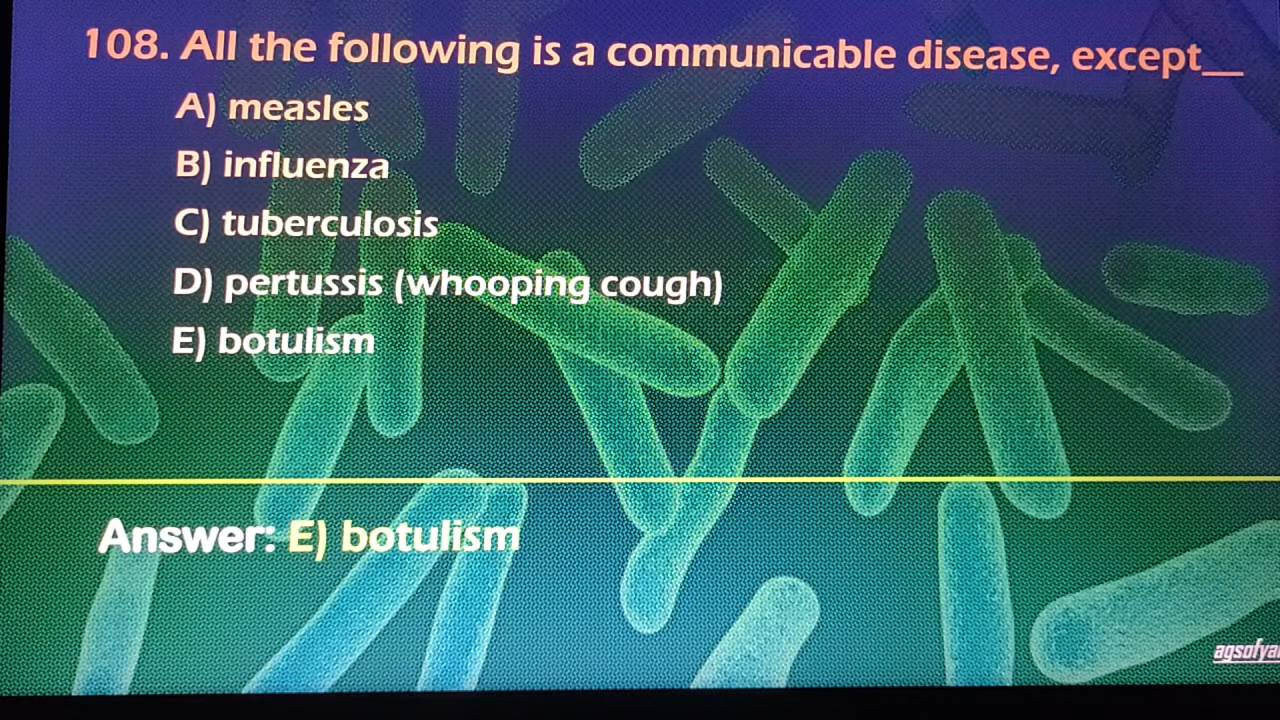 108. All the following is a communicable disease, except__
A) measles
B) influenza
C) tuberculosis
D) pertussis (whooping cough)
E) botulism
Answer: E) botulism